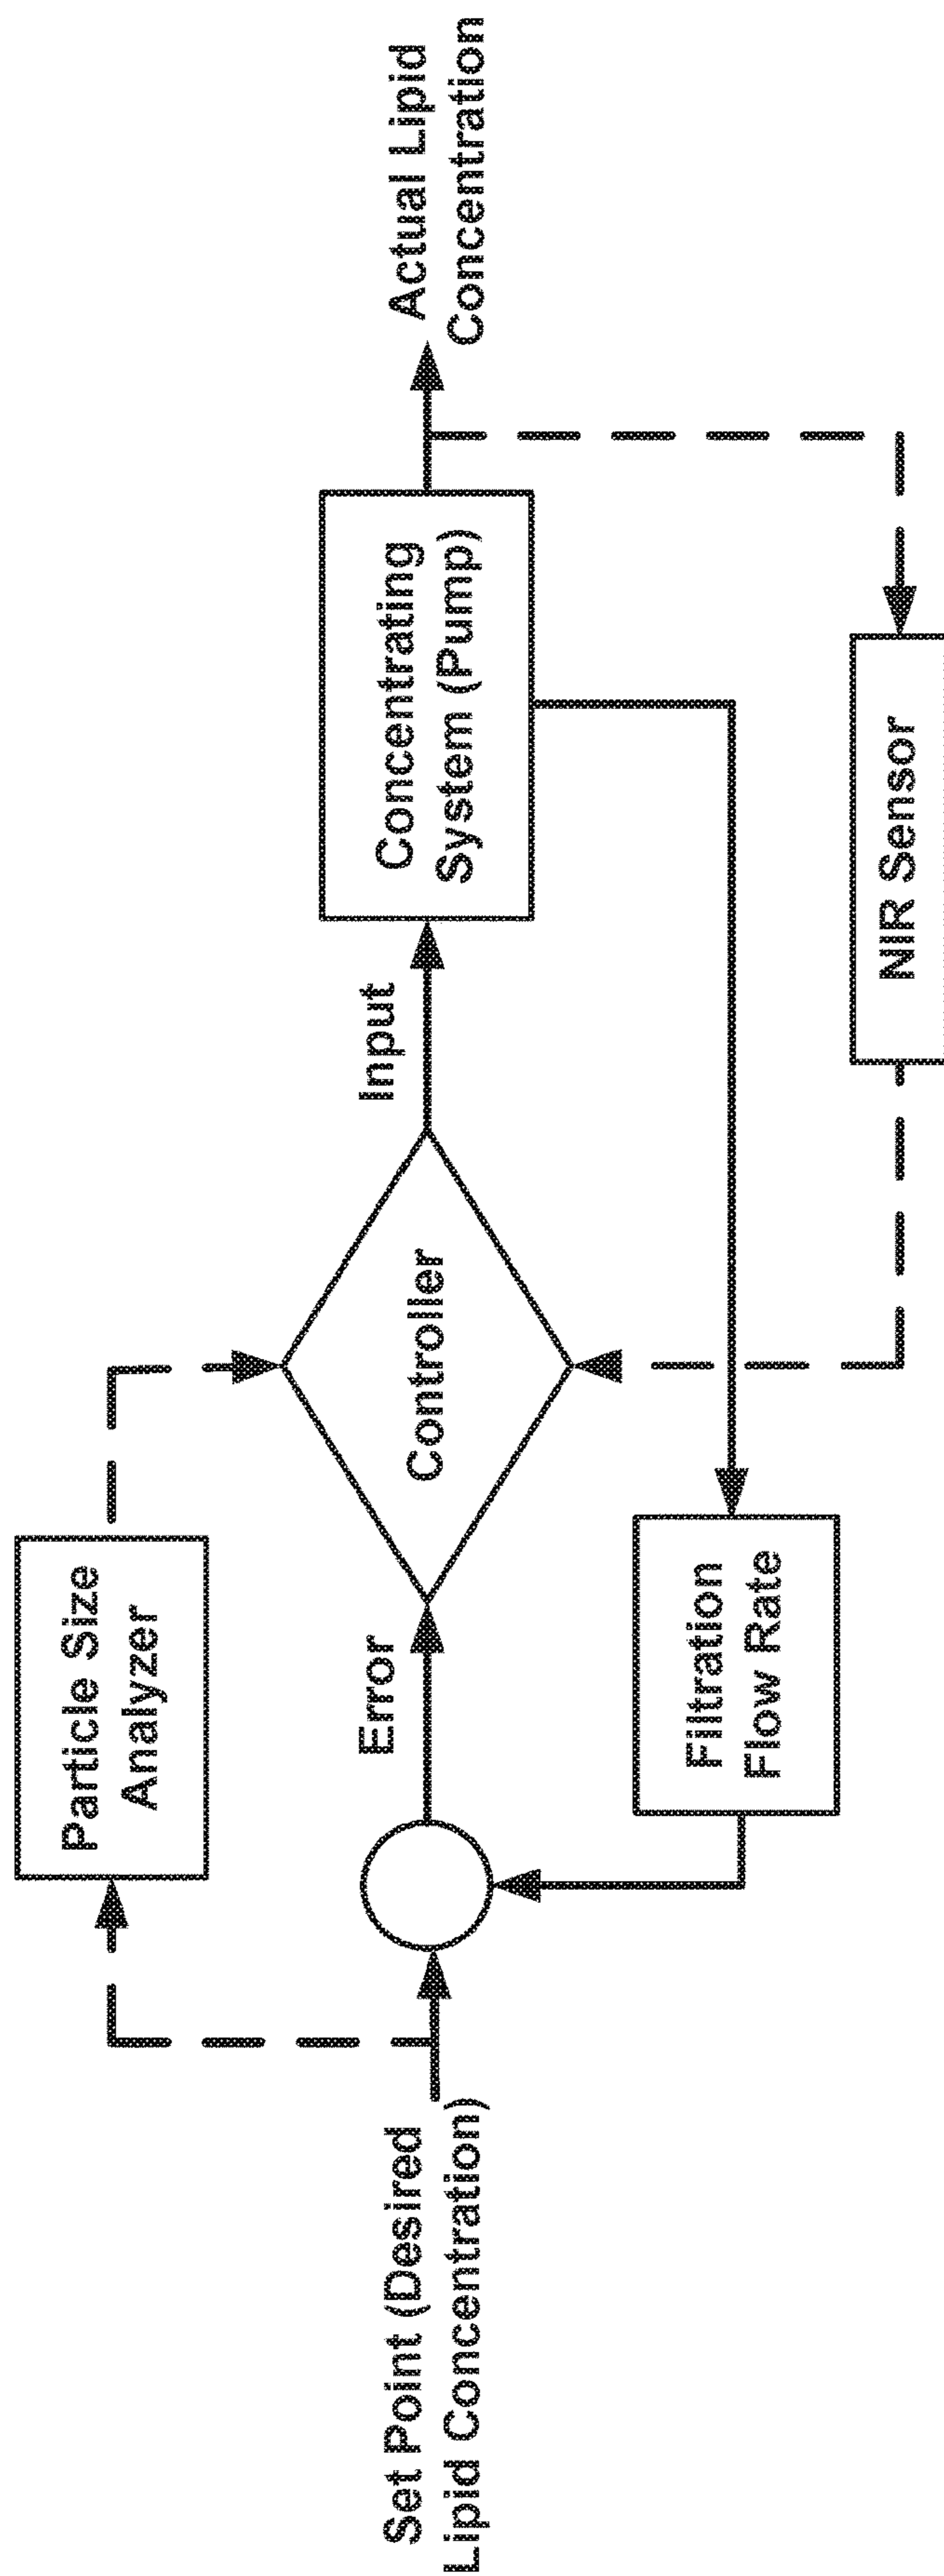 Particle Size
Analyzer
Set Point (Desired
Lipid Concentration)
Error
Controller
Input
Concentrating
System (Pump)
Actual Lipid
Concentration
Filtration
Flow Rate
NIR Sensor